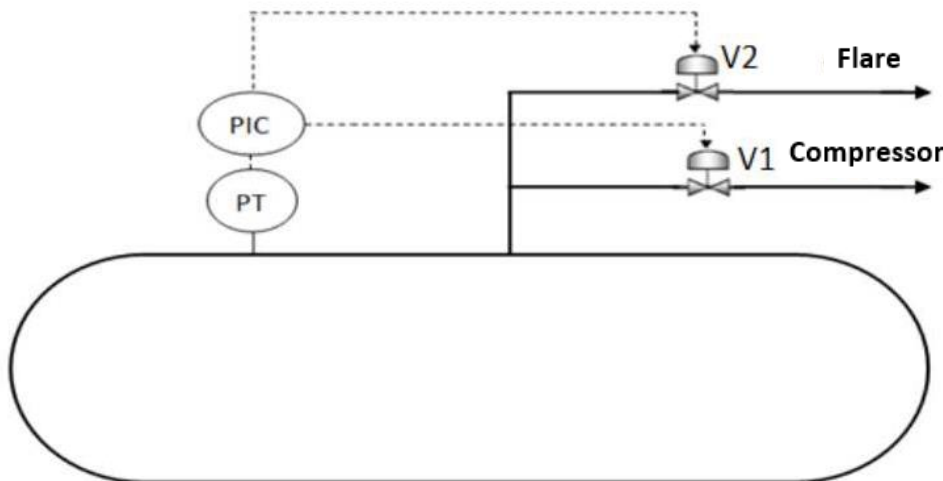 V2
Flare
PIC
V1
Compressor
PT